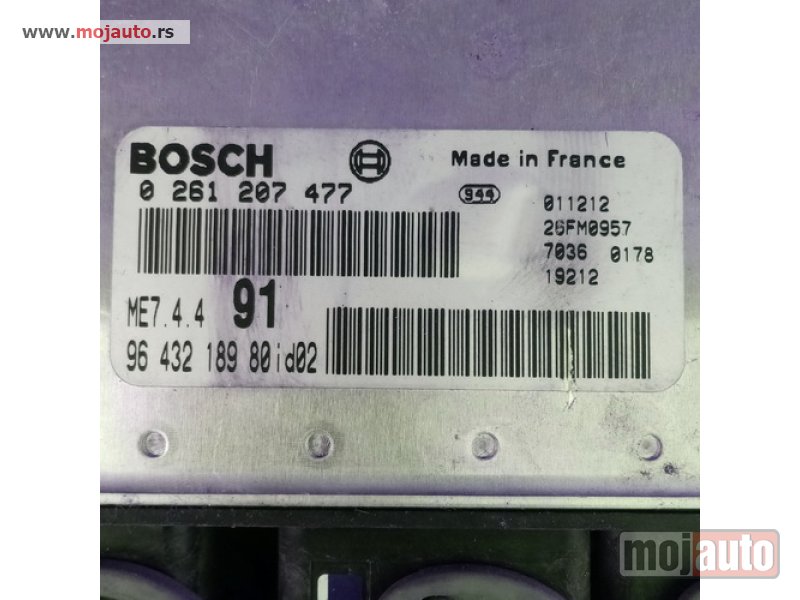 www.mojauto.rs
BOSCH Made in France
0 261 207 477 944 011212
26FM0957
7036 0178
19212
ME7.4.4 91
96 432 189 80id02
mojauto